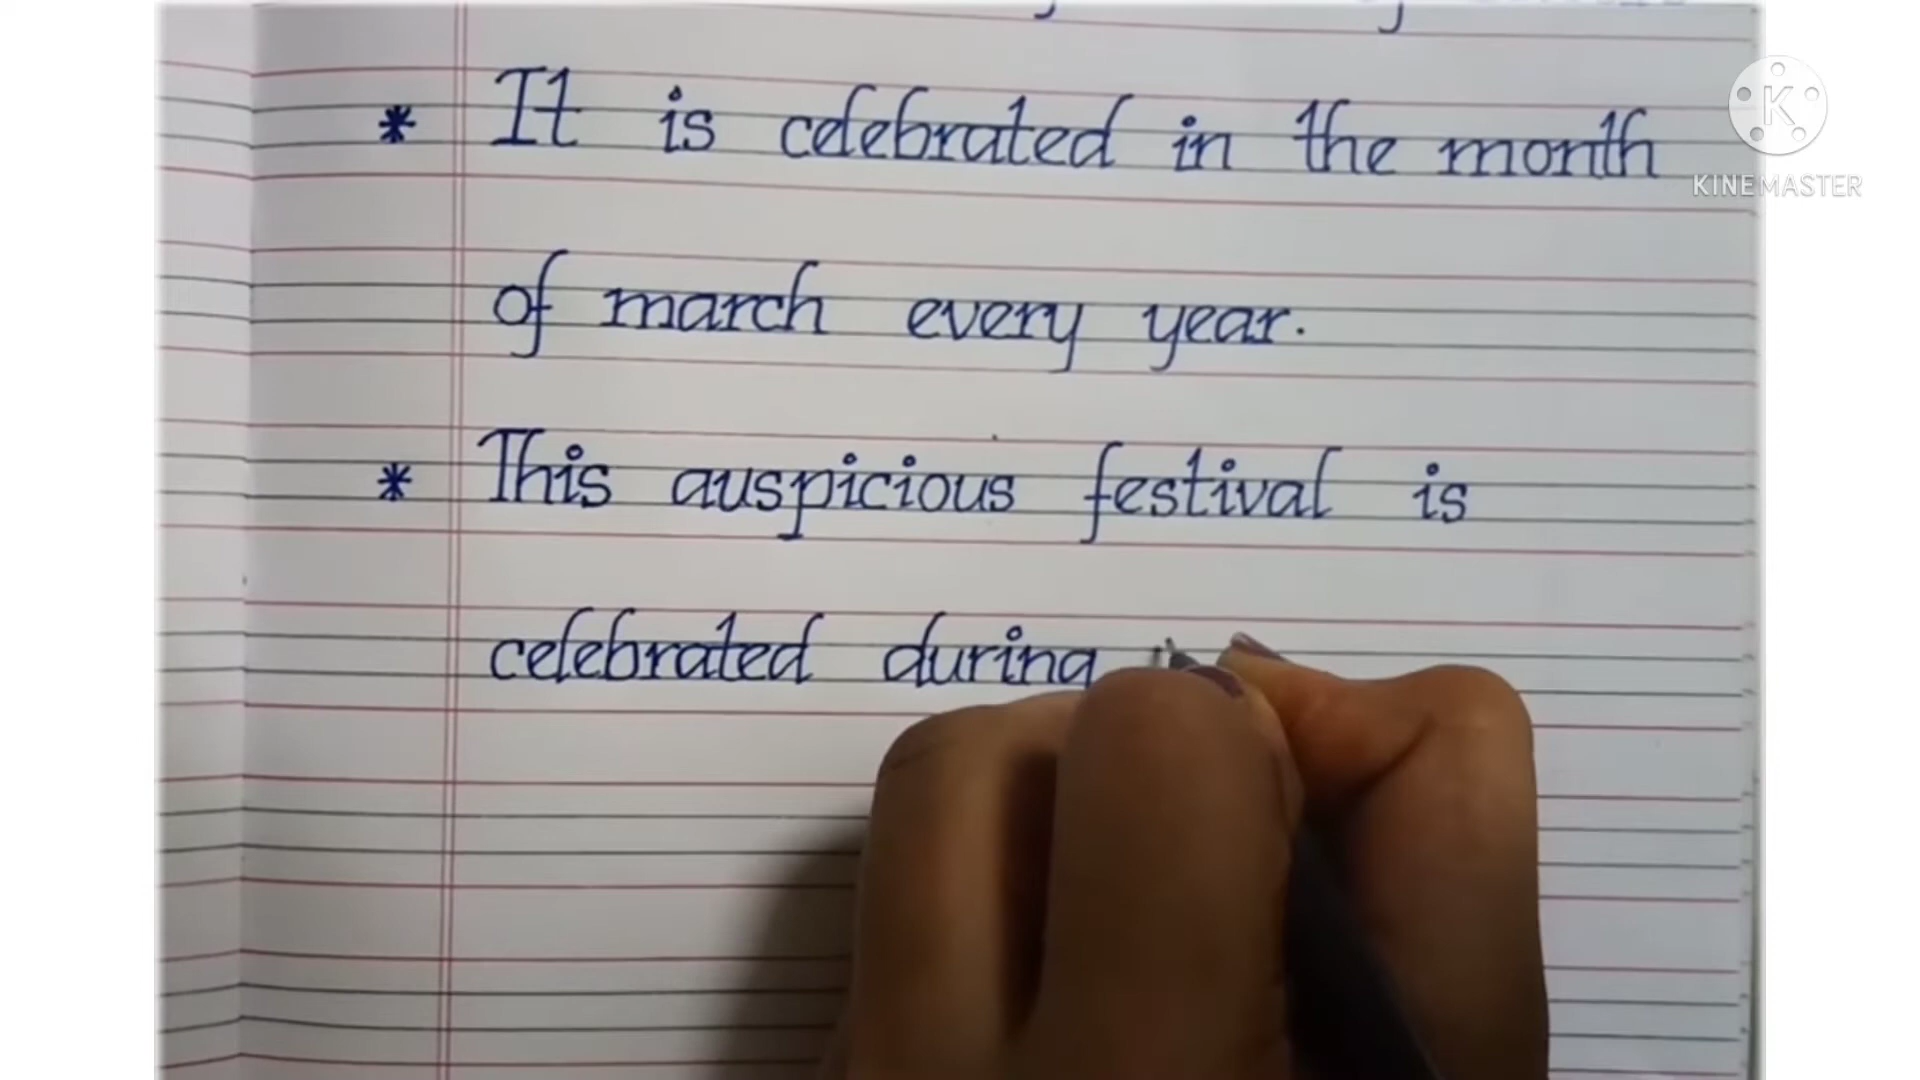 * It is celebrated in the month
of march every year.
* This auspicious festival is
celebrated during
KINEMASTER